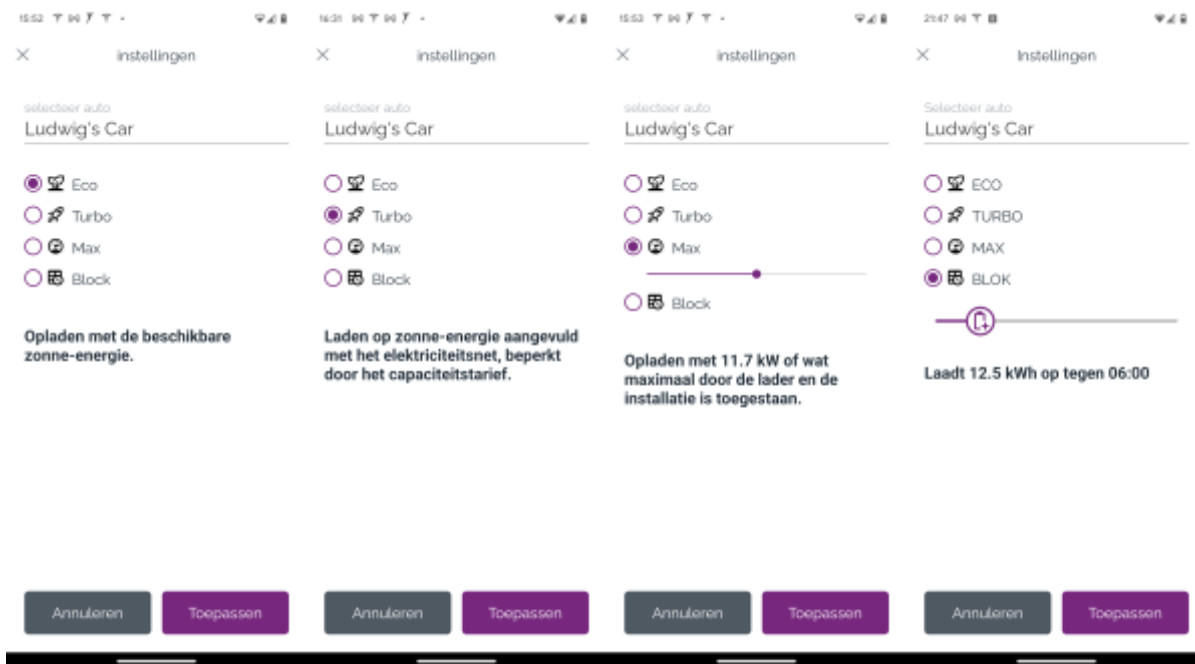 15:52
instellingen
selecteer auto
Ludwig's Car
Eco
Turbo
Max
Block
Opladen met de beschikbare
zonne-energie.
Annuleren
Toepassen
16:31
instellingen
selecteer auto
Ludwig's Car
Eco
Turbo
Max
Block
Laden op zonne-energie aangevuld
met het elektriciteitsnet, beperkt
door het capaciteitstarief.
Annuleren
Toepassen
15:53
instellingen
selecteer auto
Ludwig's Car
Eco
Turbo
Max
Block
Opladen met 11.7 kW of wat
maximaal door de lader en de
installatie is toegestaan.
Annuleren
Toepassen
21:47
Instellingen
Selecteer auto
Ludwig's Car
ECO
TURBO
MAX
BLOK
Laadt 12.5 kWh op tegen 06:00
Annuleren
Toepassen